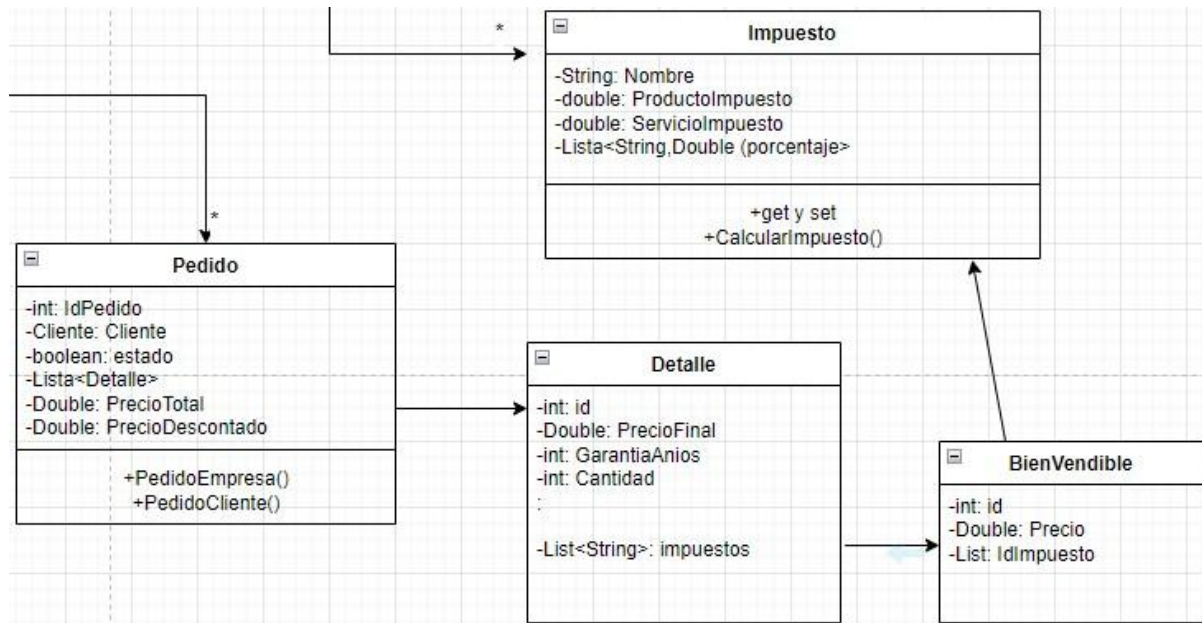 *
Impuesto
-String: Nombre
-double: ProductoImpuesto
-double: ServicioImpuesto
-Lista<String,Double (porcentaje>
+get y set
+CalcularImpuesto()
*
Pedido
-int: IdPedido
-Cliente: Cliente
-boolean: estado
-Lista<Detalle>
-Double: PrecioTotal
-Double: PrecioDescontado
+PedidoEmpresa()
+PedidoCliente()
Detalle
-int: id
-Double: PrecioFinal
-int: GarantiaAnios
-int: Cantidad
:
-List<String>: impuestos
BienVendible
-int: id
-Double: Precio
-List: IdImpuesto